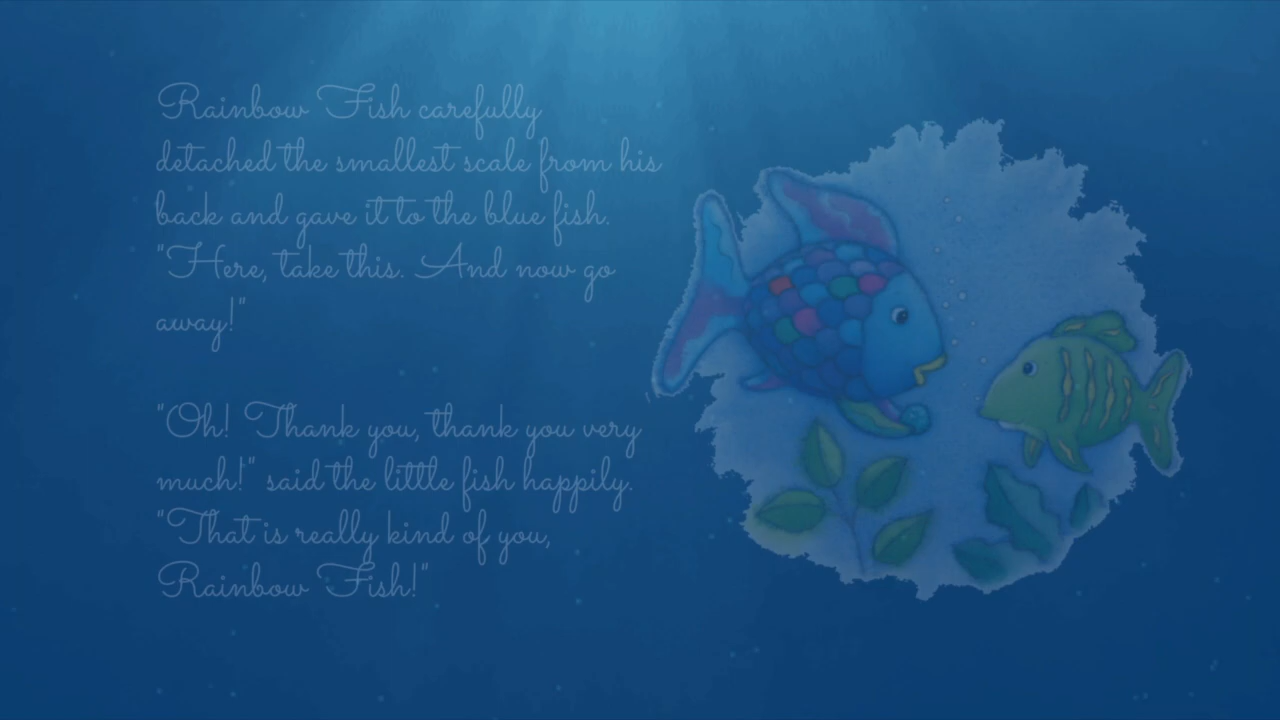 Rainbow Fish carefully
detached the smallest scale from his
back and gave it to the blue fish.
"Here, take this. And now go
away!"
"Oh! Thank you, thank you very
much!" said the little fish happily.
"That is really kind of you,
Rainbow Fish!"